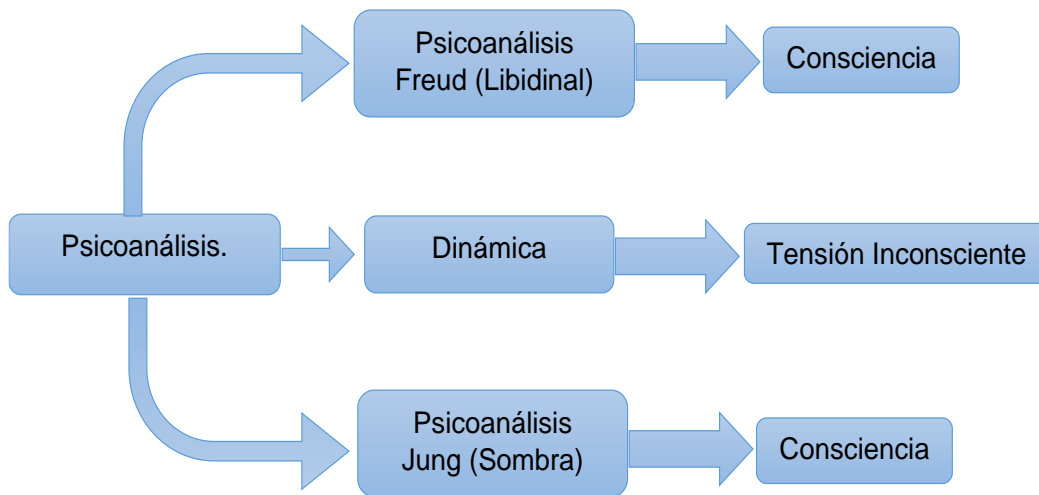 Psicoanálisis
Freud (Libidinal)
Consciencia
Psicoanálisis.
Dinámica
Tensión Inconsciente
Psicoanálisis
Jung (Sombra)
Consciencia